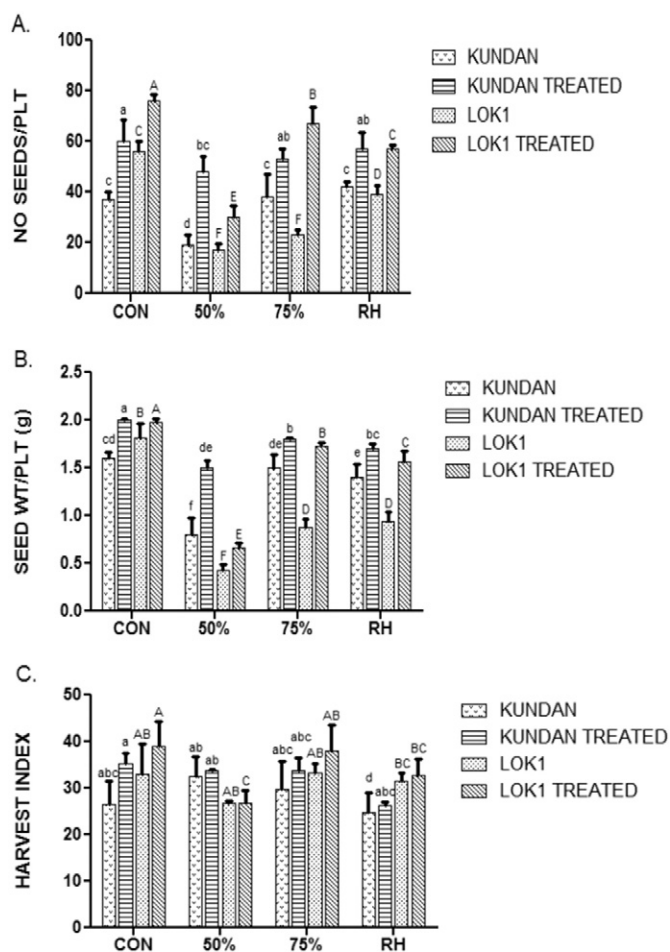 A.
NO SEEDS/PLT
100
80
60
40
20
0
c a C A
d bc F E
c ab F B
c ab D C
CON 50% 75% RH
KUNDAN
KUNDAN TREATED
LOK1
LOK1 TREATED
B.
SEED WT/PLT (g)
2.5
2.0
1.5
1.0
0.5
0.0
cd a B A
f de F E
de b D B
e bc D C
CON 50% 75% RH
KUNDAN
KUNDAN TREATED
LOK1
LOK1 TREATED
C.
HARVEST INDEX
50
40
30
20
10
0
abc a AB A
ab ab AB C
abc abc AB AB
d abc BC BC
CON 50% 75% RH
KUNDAN
KUNDAN TREATED
LOK1
LOK1 TREATED